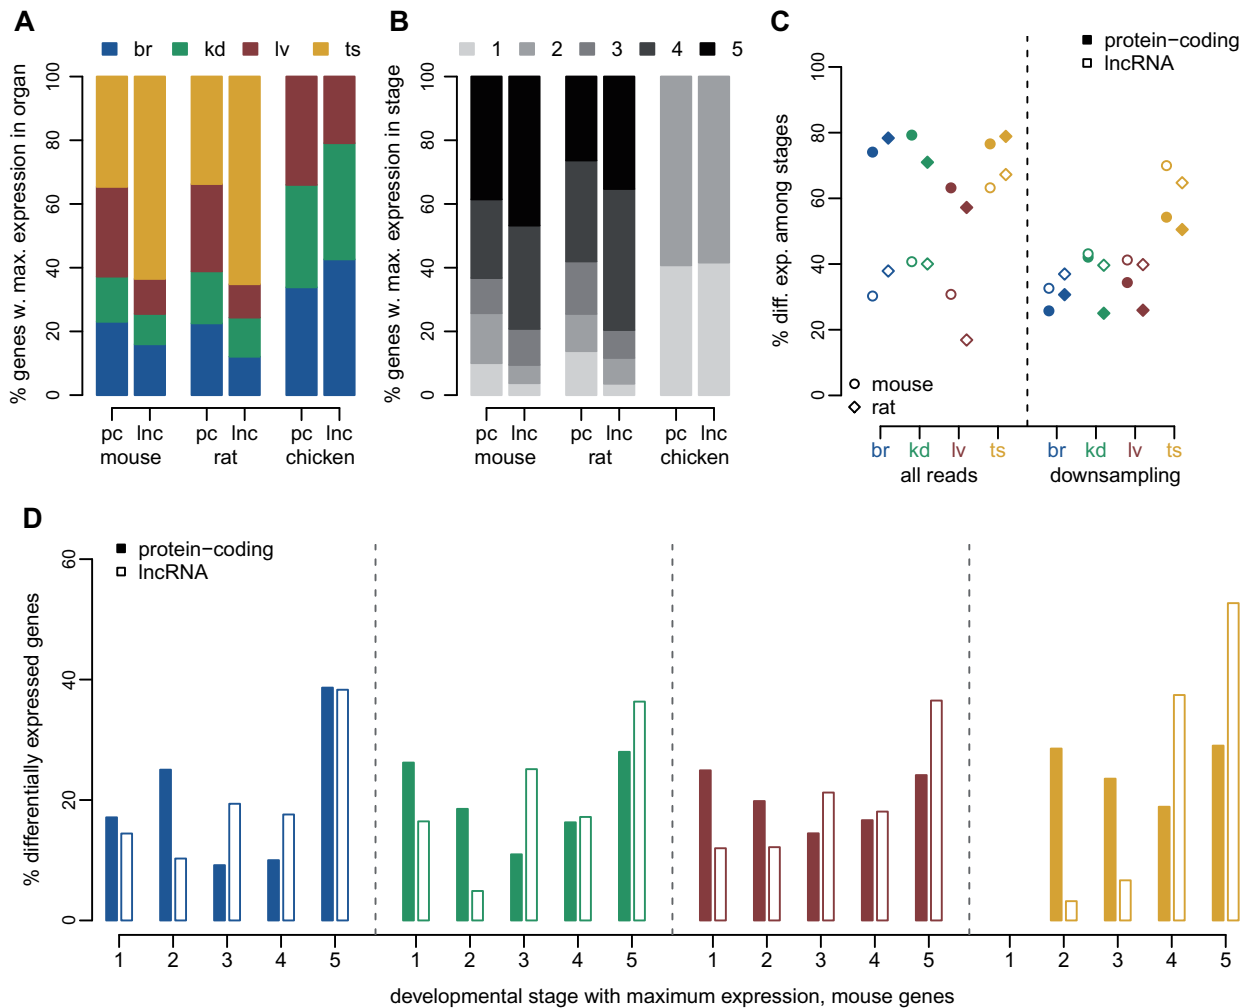 A
br kd lv ts
% genes w. max. expression in organ
100
80
60
40
20
0
pc lnc pc lnc pc lnc
mouse rat chicken
B
1 2 3 4 5
% genes w. max. expression in stage
100
80
60
40
20
0
pc lnc pc lnc pc lnc
mouse rat chicken
C
protein−coding
lncRNA
% diff. exp. among stages
100
80
60
40
20
0
mouse
rat
br kd lv ts br kd lv ts
all reads downsampling
D
protein−coding
lncRNA
% differentially expressed genes
60
40
20
0
1 2 3 4 5 1 2 3 4 5 1 2 3 4 5 1 2 3 4 5
developmental stage with maximum expression, mouse genes